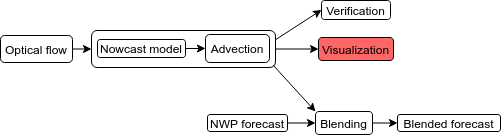 Verification
Optical flow
Nowcast model
Advection
Visualization
NWP forecast
Blending
Blended forecast